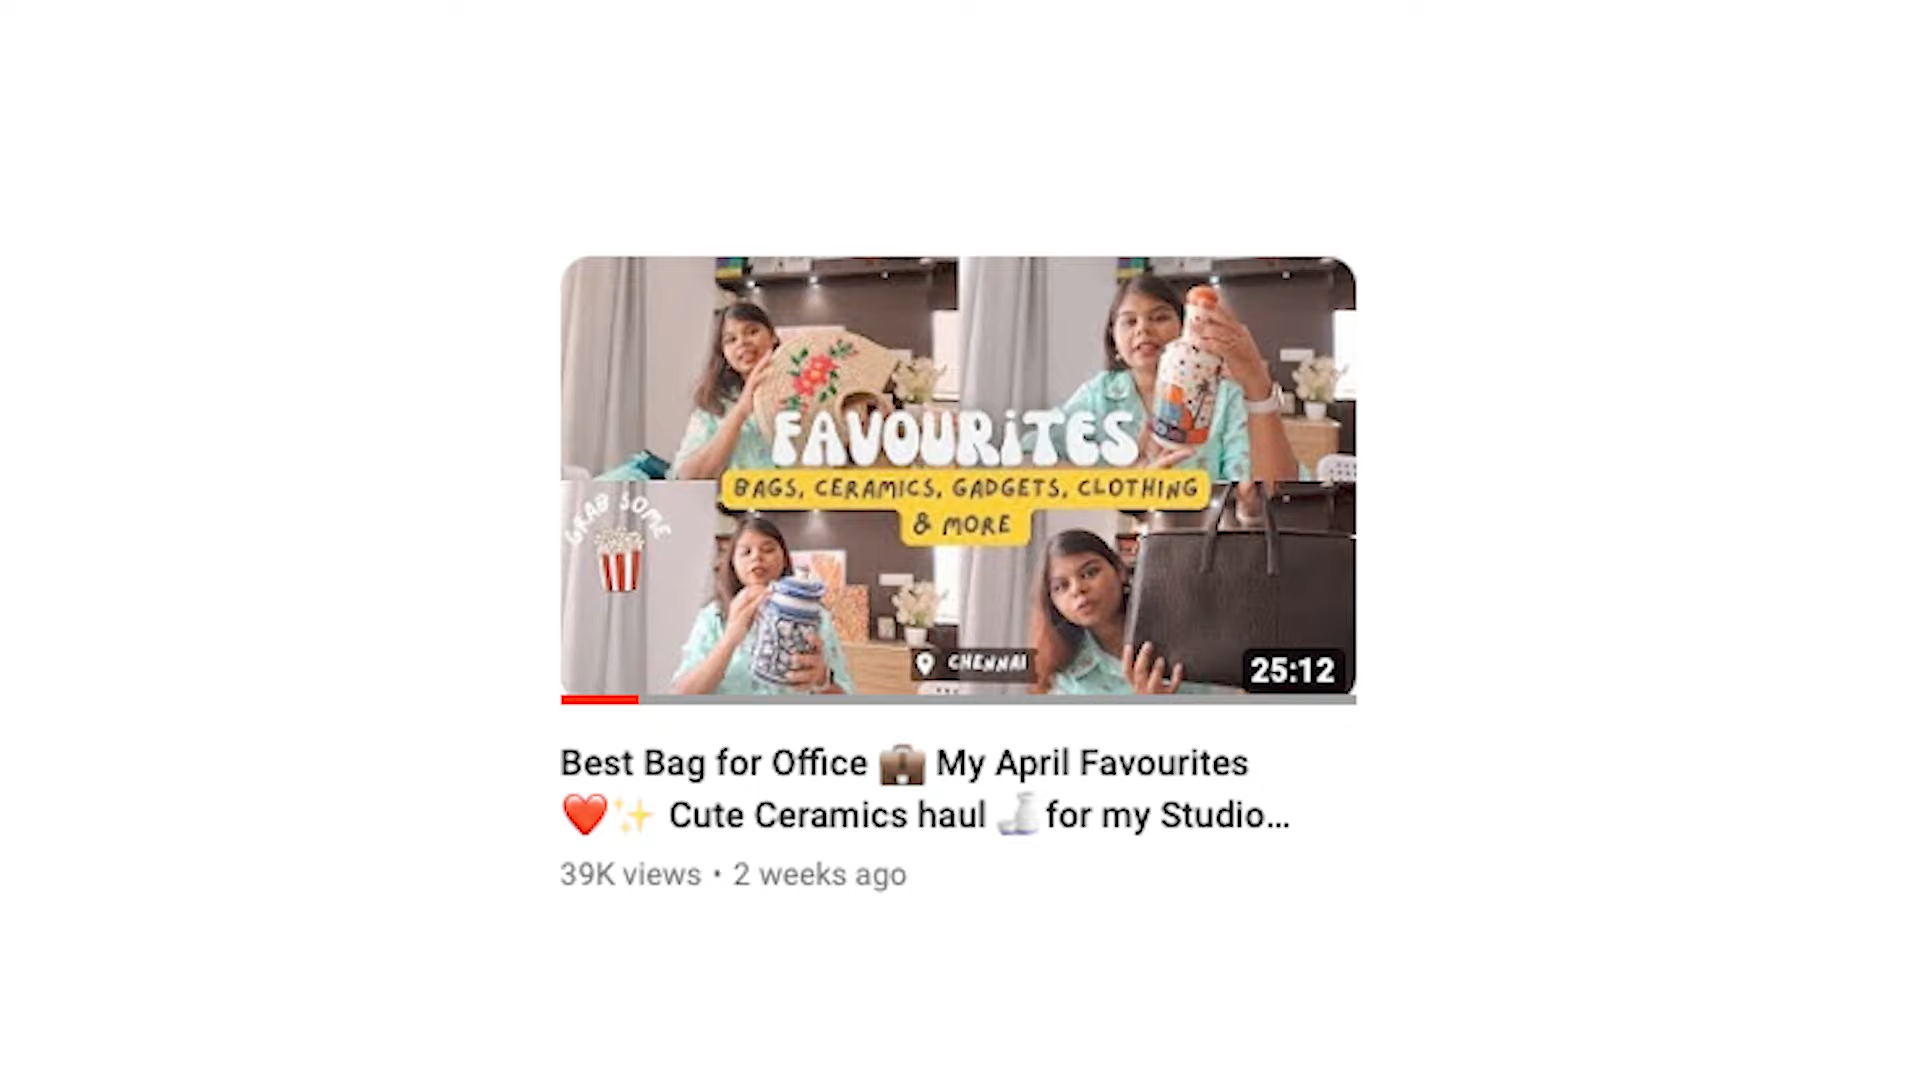 FAVOURITES
BAGS, CERAMICS, GADGETS, CLOTHING
& MORE
GRAB SOME
CHENNAI
25:12
Best Bag for Office 💼 My April Favourites
❤️✨ Cute Ceramics haul 🍶 for my Studio...
39K views • 2 weeks ago